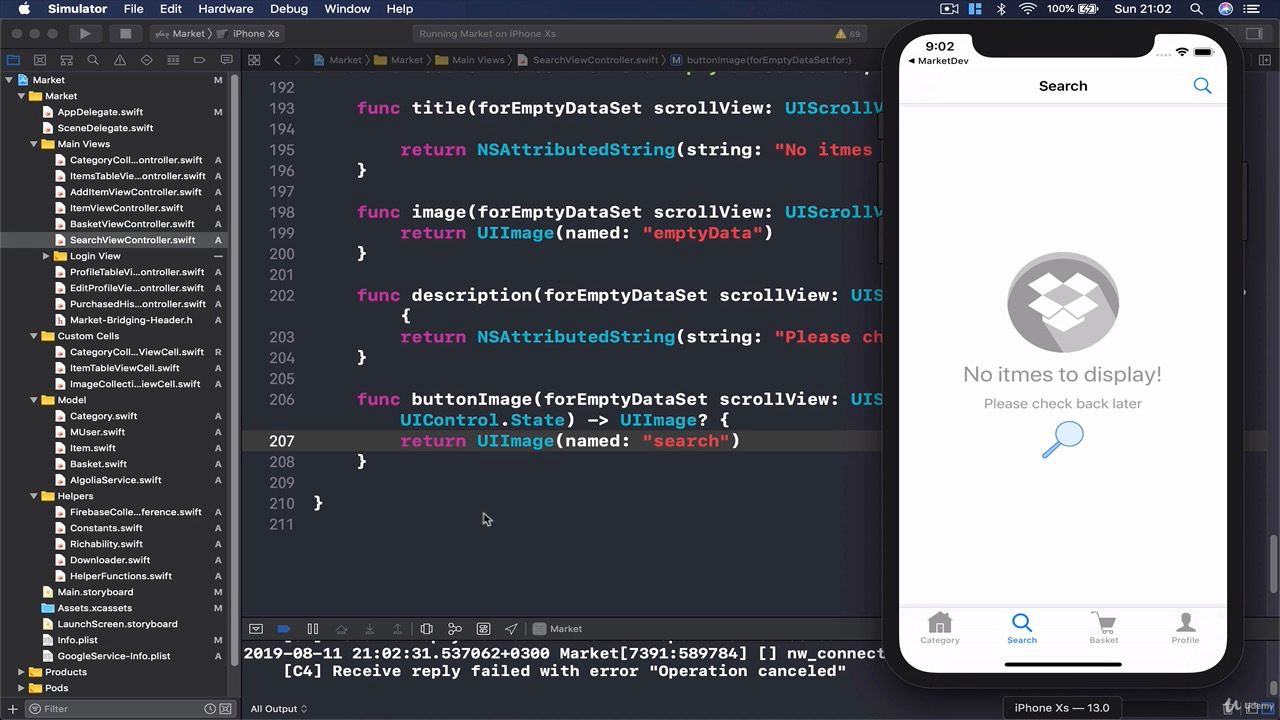 Simulator File Edit Hardware Debug Window Help 100% Sun 21:02
Market iPhone Xs Running Market on iPhone Xs 69
Market Market Main Views SearchViewController.swift buttonImage(forEmptyDataSet:for:)
Market M
Market
AppDelegate.swift M
SceneDelegate.swift
Main Views
CategoryColl...ontroller.swift A
ItemsTableVie...ontroller.swift A
AddItemViewController.swift A
ItemViewController.swift A
BasketViewController.swift A
SearchViewController.swift A
Login View
ProfileTableVi...ontroller.swift A
EditProfileVie...ontroller.swift A
PurchasedHis...ontroller.swift A
Market-Bridging-Header.h A
Custom Cells
CategoryColl...ViewCell.swift R
ItemTableViewCell.swift A
ImageCollecti...iewCell.swift A
Model
Category.swift A
MUser.swift A
Item.swift A
Basket.swift A
AlgoliaService.swift A
Helpers
FirebaseColle...ference.swift A
Constants.swift A
Richability.swift A
Downloader.swift A
HelperFunctions.swift A
Main.storyboard M
Assets.xcassets M
LaunchScreen.storyboard
Info.plist M
GoogleService-Info.plist A
Products
Pods
Filter
192
193 func title(forEmptyDataSet scrollView: UIScrollV
194
195 return NSAttributedString(string: "No itmes
196 }
197
198 func image(forEmptyDataSet scrollView: UIScrollV
199 return UIImage(named: "emptyData")
200 }
201
202 func description(forEmptyDataSet scrollView: UIS
{
203 return NSAttributedString(string: "Please ch
204 }
205
206 func buttonImage(forEmptyDataSet scrollView: UIS
UIControl.State) -> UIImage? {
207 return UIImage(named: "search")
208 }
209
210 }
211
Market
2019-08-11 21:02:31.537062+0300 Market[7391:589784] [] nw_connect
[C4] Receive reply failed with error "Operation canceled"
All Output
9:02
MarketDev
Search
No itmes to display!
Please check back later
Category Search Basket Profile
iPhone Xs — 13.0
Udemy